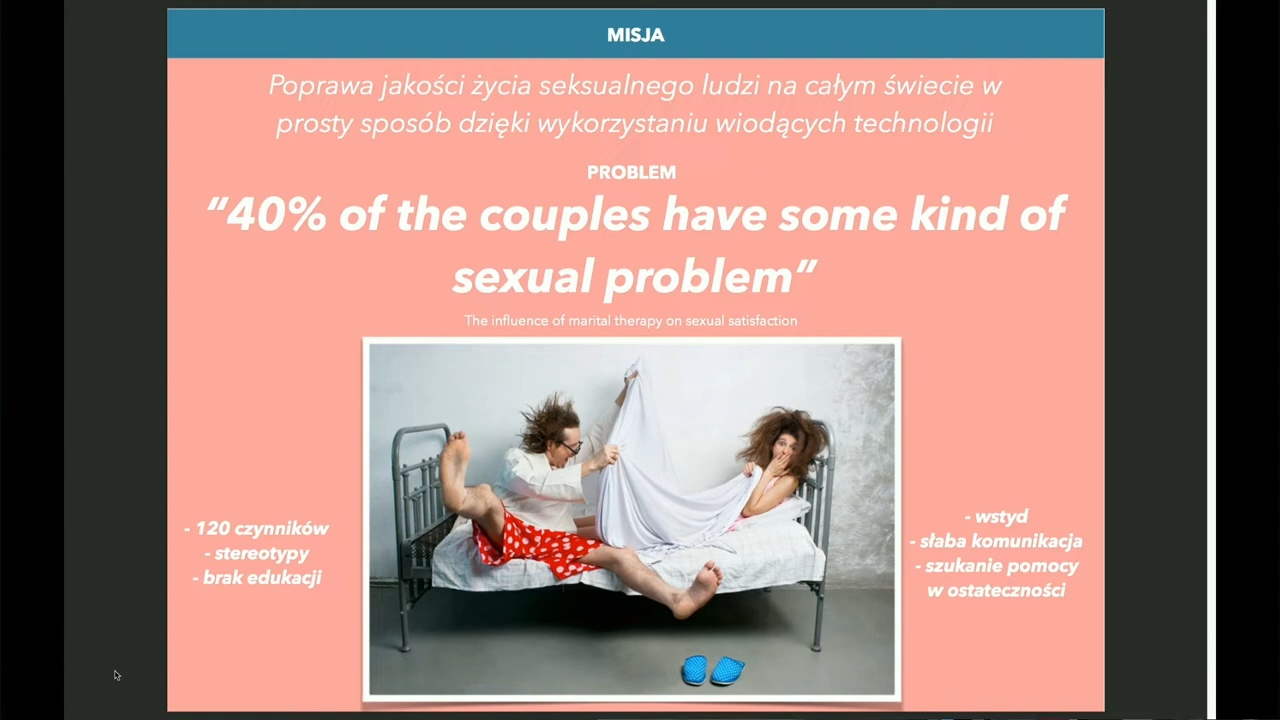 MISJA
Poprawa jakości życia seksualnego ludzi na całym świecie w
prosty sposób dzięki wykorzystaniu wiodących technologii
PROBLEM
“40% of the couples have some kind of
sexual problem”
The influence of marital therapy on sexual satisfaction
- 120 czynników
- stereotypy
- brak edukacji
- wstyd
- słaba komunikacja
- szukanie pomocy
w ostateczności